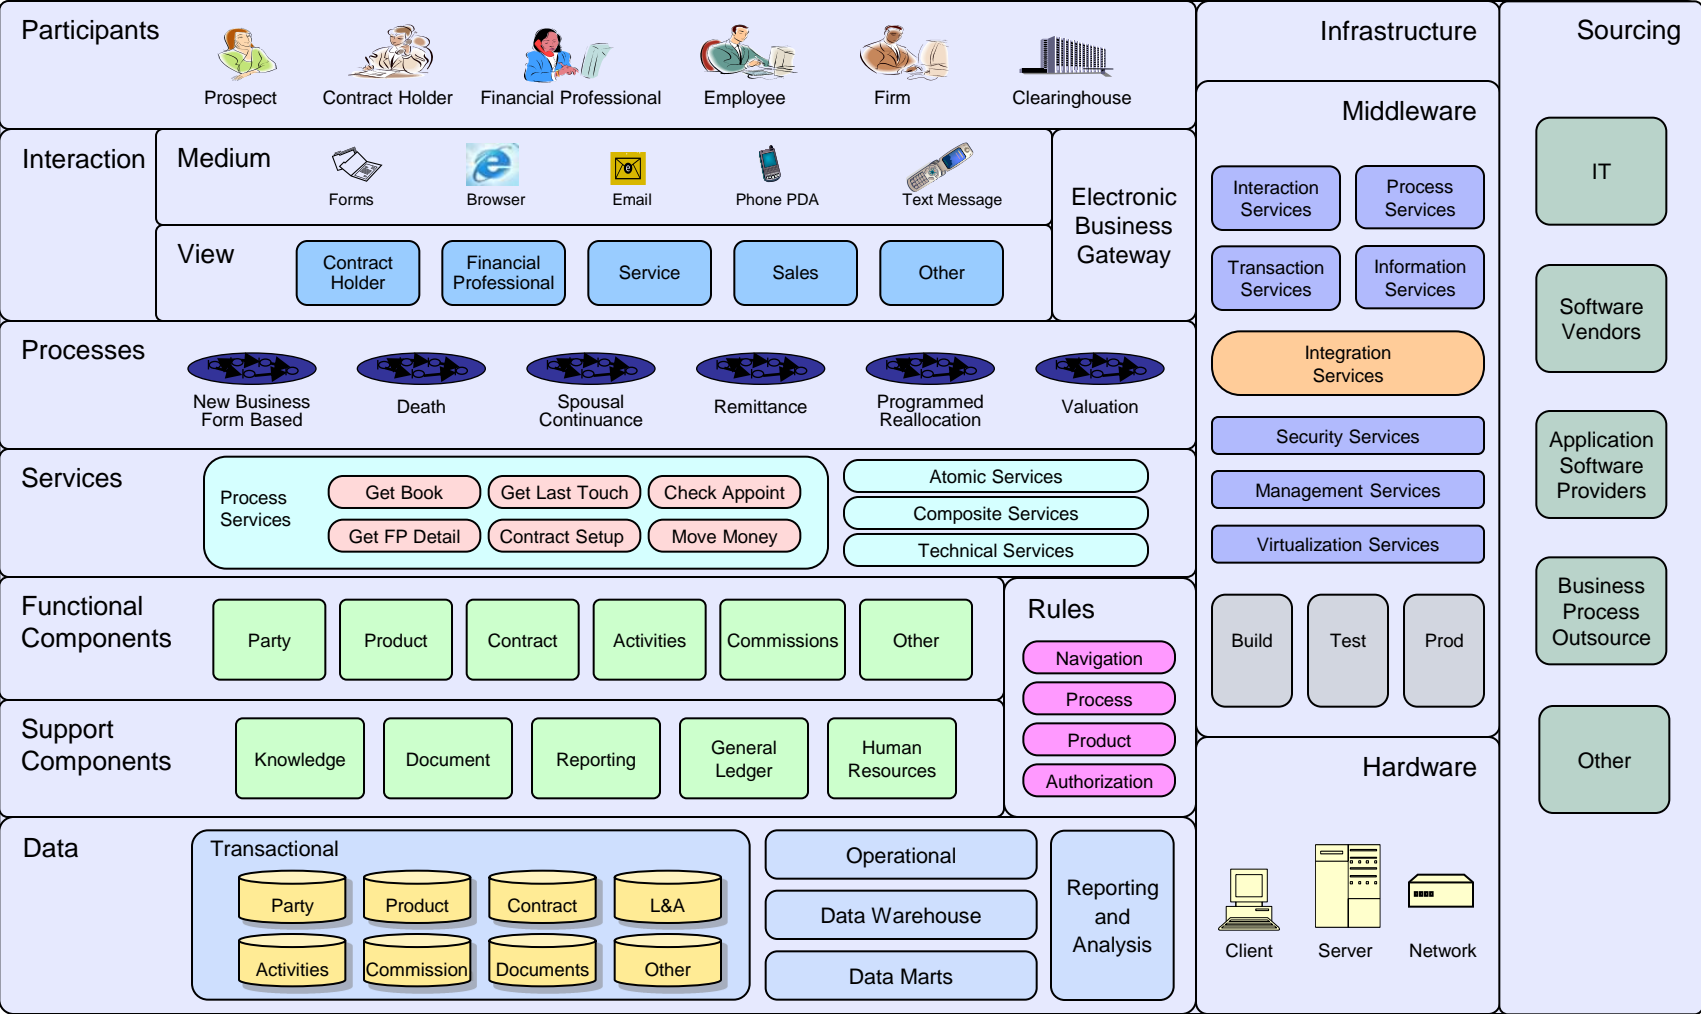 Participants
Prospect
Contract Holder
Financial Professional
Employee
Firm
Clearinghouse
Interaction
Medium
Forms
Browser
Email
Phone PDA
Text Message
View
Contract
Holder
Financial
Professional
Service
Sales
Other
Electronic
Business
Gateway
Processes
New Business
Form Based
Death
Spousal
Continuance
Remittance
Programmed
Reallocation
Valuation
Services
Process
Services
Get Book
Get Last Touch
Check Appoint
Get FP Detail
Contract Setup
Move Money
Atomic Services
Composite Services
Technical Services
Functional
Components
Party
Product
Contract
Activities
Commissions
Other
Support
Components
Knowledge
Document
Reporting
General
Ledger
Human
Resources
Rules
Navigation
Process
Product
Authorization
Data
Transactional
Party
Product
Contract
L&A
Activities
Commission
Documents
Other
Operational
Data Warehouse
Data Marts
Reporting
and
Analysis
Infrastructure
Middleware
Interaction
Services
Process
Services
Transaction
Services
Information
Services
Integration
Services
Security Services
Management Services
Virtualization Services
Build
Test
Prod
Hardware
Client
Server
Network
Sourcing
IT
Software
Vendors
Application
Software
Providers
Business
Process
Outsource
Other